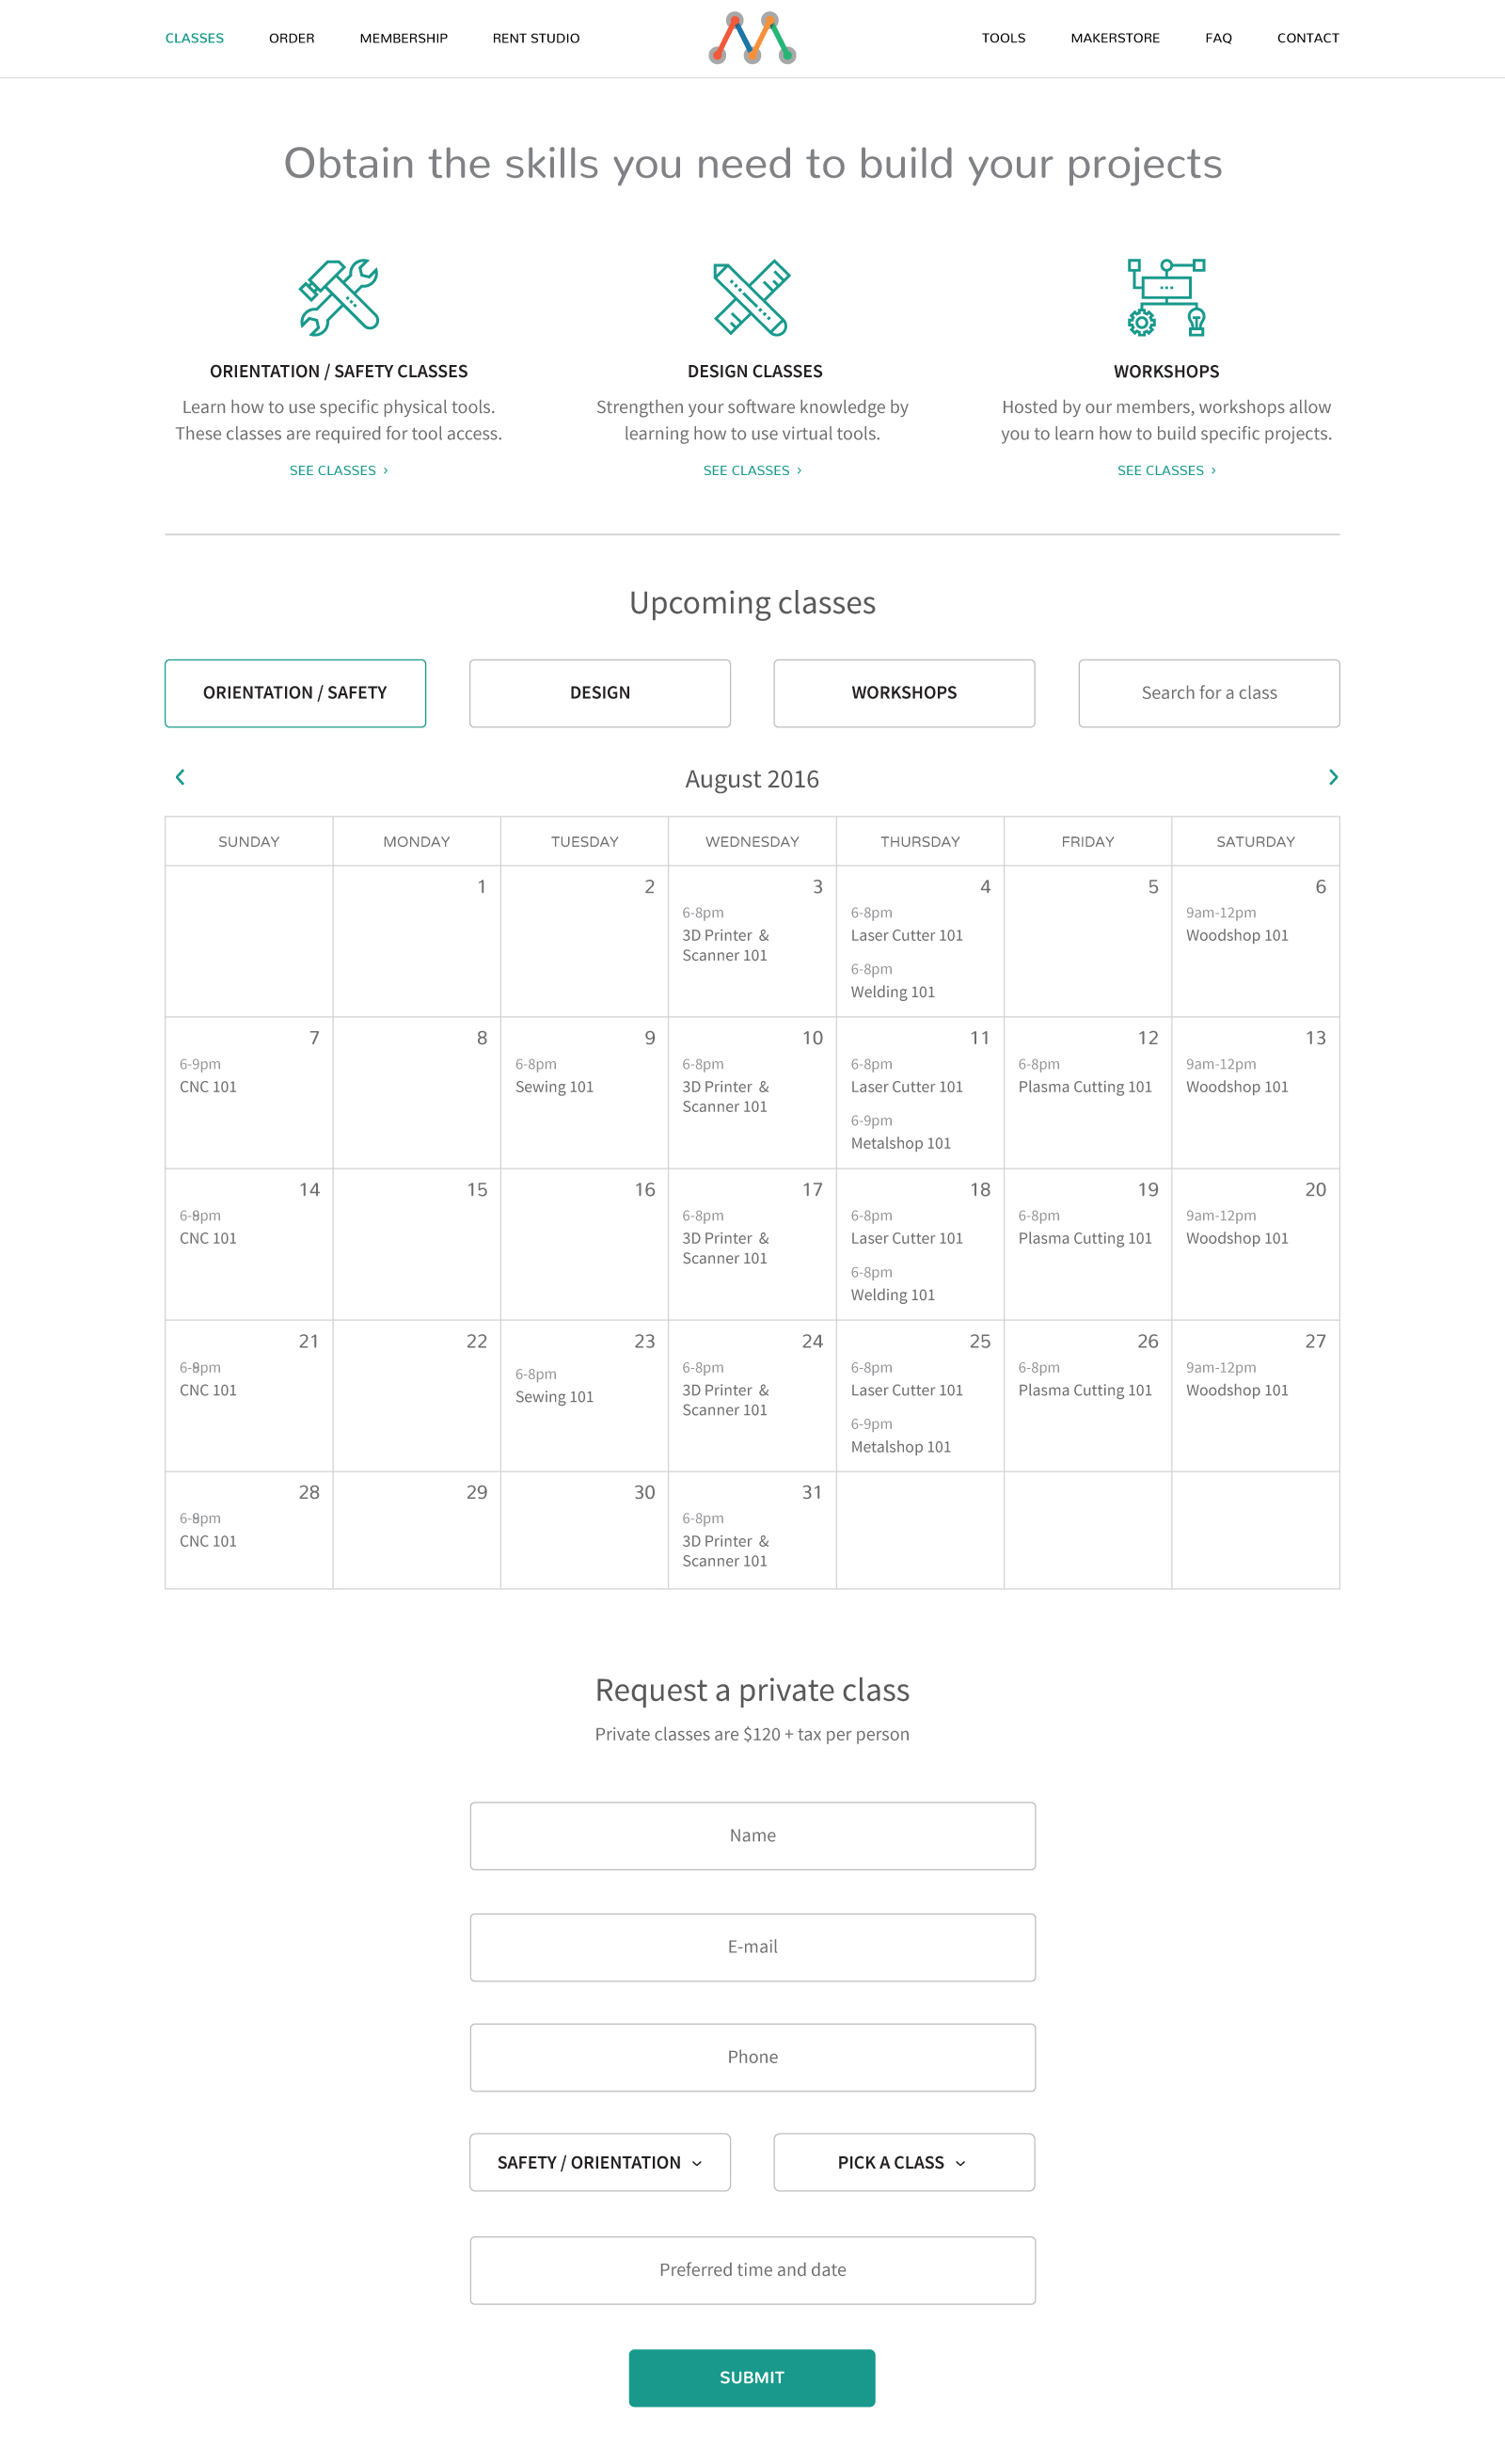 CLASSES ORDER MEMBERSHIP RENT STUDIO TOOLS MAKERSTORE FAQ CONTACT
Obtain the skills you need to build your projects
ORIENTATION / SAFETY CLASSES
Learn how to use specific physical tools.
These classes are required for tool access.
SEE CLASSES ›
DESIGN CLASSES
Strengthen your software knowledge by
learning how to use virtual tools.
SEE CLASSES ›
WORKSHOPS
Hosted by our members, workshops allow
you to learn how to build specific projects.
SEE CLASSES ›
Upcoming classes
ORIENTATION / SAFETY
DESIGN
WORKSHOPS
Search for a class
August 2016
SUNDAY MONDAY TUESDAY WEDNESDAY THURSDAY FRIDAY SATURDAY
1
2
3
6-8pm
3D Printer &
Scanner 101
4
6-8pm
Laser Cutter 101
6-8pm
Welding 101
5
6
9am-12pm
Woodshop 101
7
6-9pm
CNC 101
8
9
6-8pm
Sewing 101
10
6-8pm
3D Printer &
Scanner 101
11
6-8pm
Laser Cutter 101
6-9pm
Metalshop 101
12
6-8pm
Plasma Cutting 101
13
9am-12pm
Woodshop 101
14
CNC 101
15
16
17
6-8pm
3D Printer &
Scanner 101
18
6-8pm
Laser Cutter 101
6-8pm
Welding 101
19
6-8pm
Plasma Cutting 101
20
9am-12pm
Woodshop 101
21
CNC 101
22
23
6-8pm
Sewing 101
24
6-8pm
3D Printer &
Scanner 101
25
6-8pm
Laser Cutter 101
6-9pm
Metalshop 101
26
6-8pm
Plasma Cutting 101
27
9am-12pm
Woodshop 101
28
CNC 101
29
30
31
6-8pm
3D Printer &
Scanner 101
Request a private class
Private classes are $120 + tax per person
Name
E-mail
Phone
SAFETY / ORIENTATION
PICK A CLASS
Preferred time and date
SUBMIT